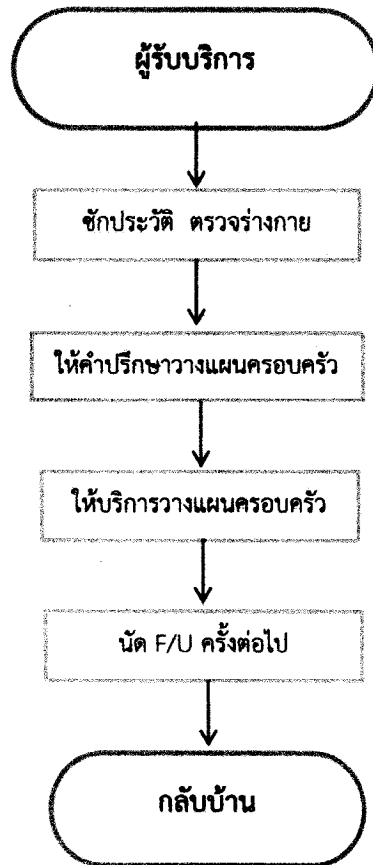 ผู้รับบริการ
ซักประวัติ ตรวจร่างกาย
ให้คำปรึกษาวางแผนครอบครัว
ให้บริการวางแผนครอบครัว
นัด F/U ครั้งต่อไป
กลับบ้าน